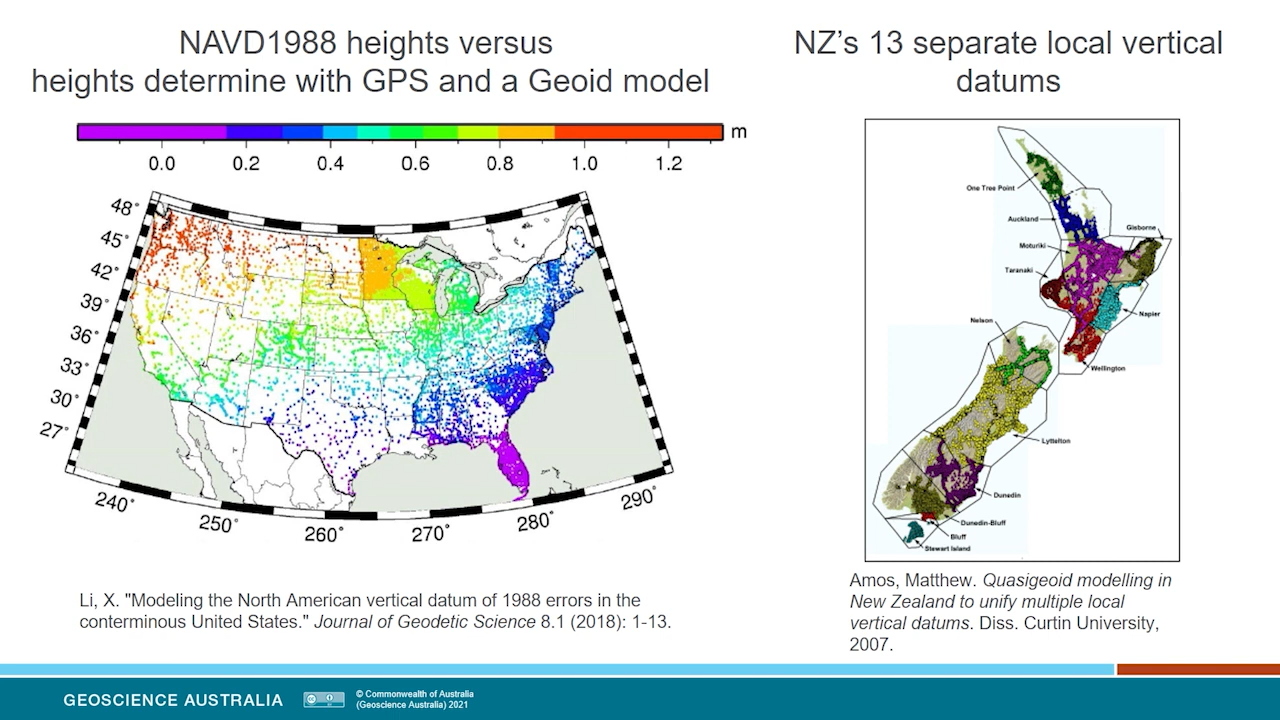 NAVD1988 heights versus
heights determine with GPS and a Geoid model
NZ's 13 separate local vertical
datums
m
0.0 0.2 0.4 0.6 0.8 1.0 1.2
48°
45°
42°
39°
36°
33°
30°
27°
240°
250°
260°
270°
280°
290°
One Tree Point
Auckland
Gisborne
Moturiki
Taranaki
Napier
Nelson
Wellington
Lyttelton
Dunedin
Dunedin-Bluff
Bluff
Stewart Island
Li, X. "Modeling the North American vertical datum of 1988 errors in the
conterminous United States." Journal of Geodetic Science 8.1 (2018): 1-13.
Amos, Matthew. Quasigeoid modelling in
New Zealand to unify multiple local
vertical datums. Diss. Curtin University,
2007.
GEOSCIENCE AUSTRALIA
© Commonwealth of Australia
(Geoscience Australia) 2021